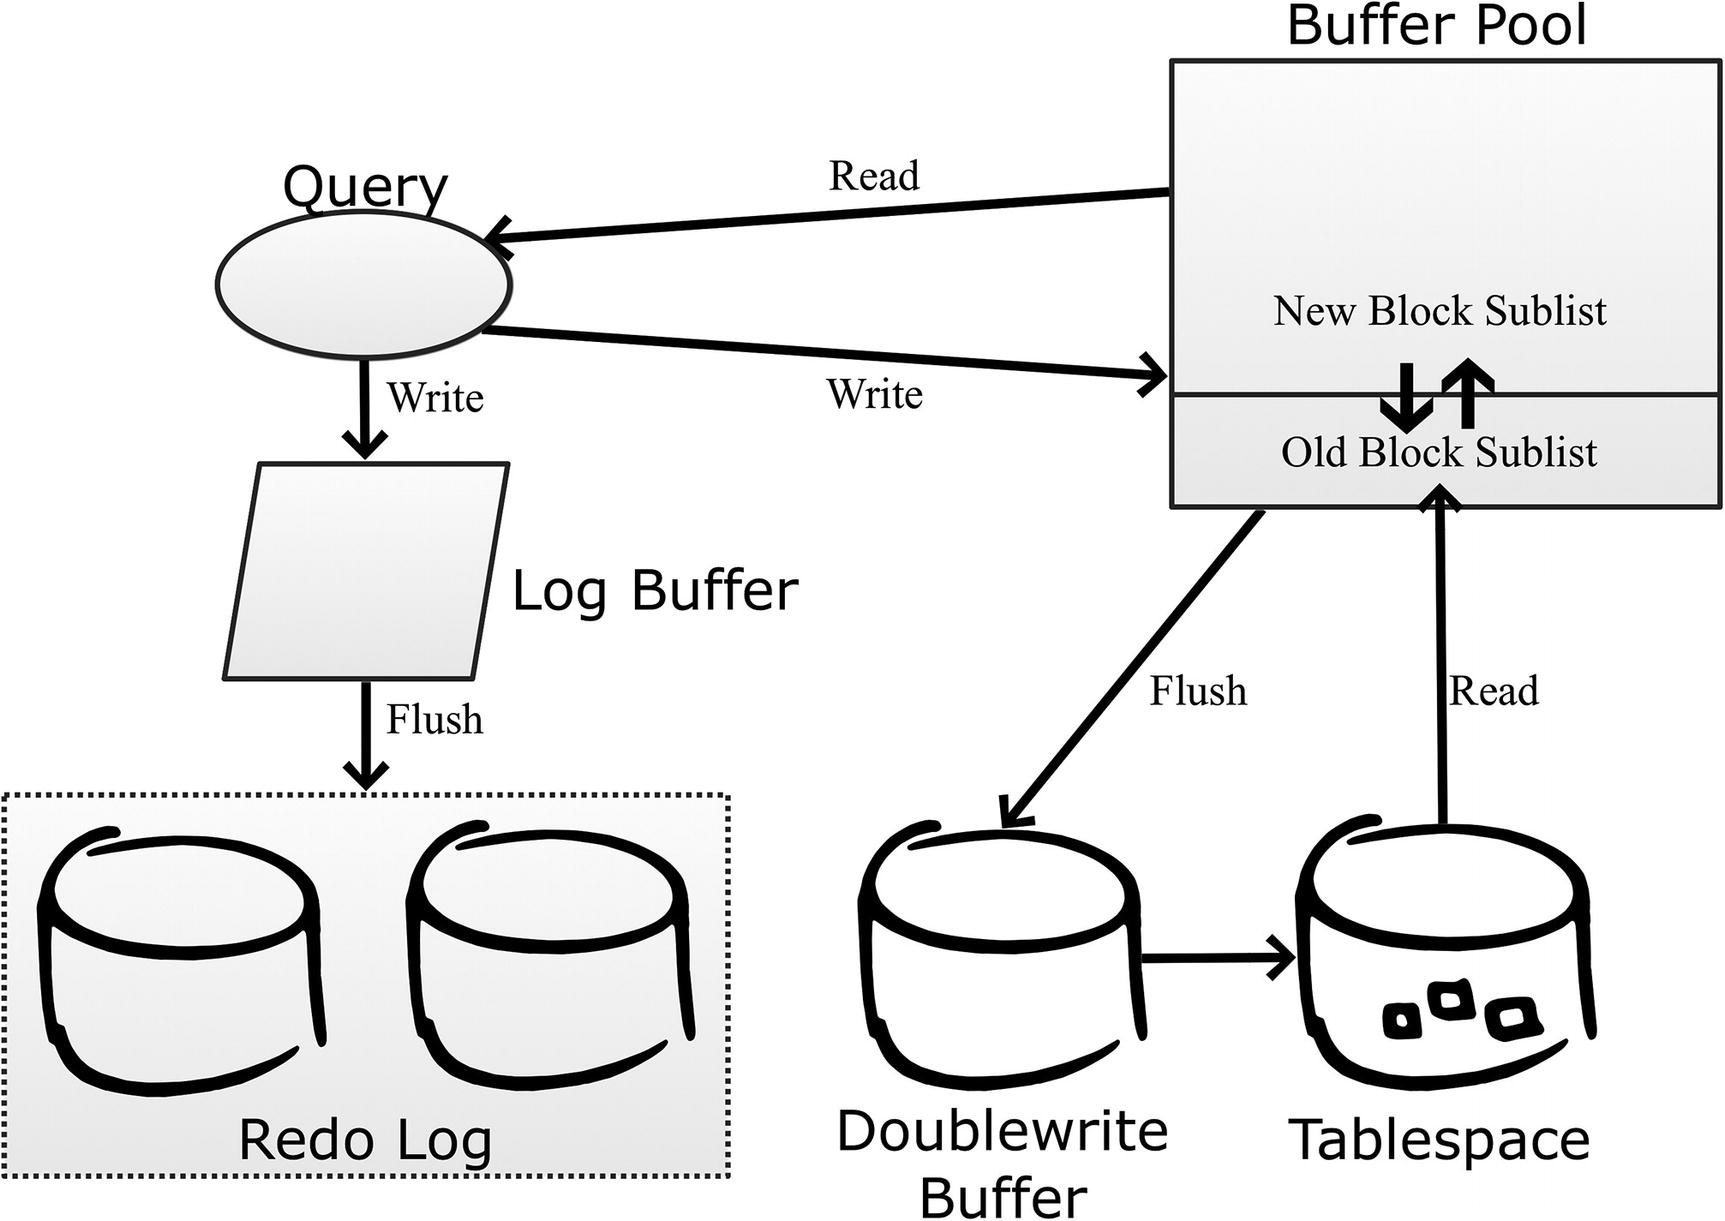 Buffer Pool
Query
Read
New Block Sublist
Write
Write
Old Block Sublist
Log Buffer
Flush
Read
Flush
Redo Log
Doublewrite
Buffer
Tablespace